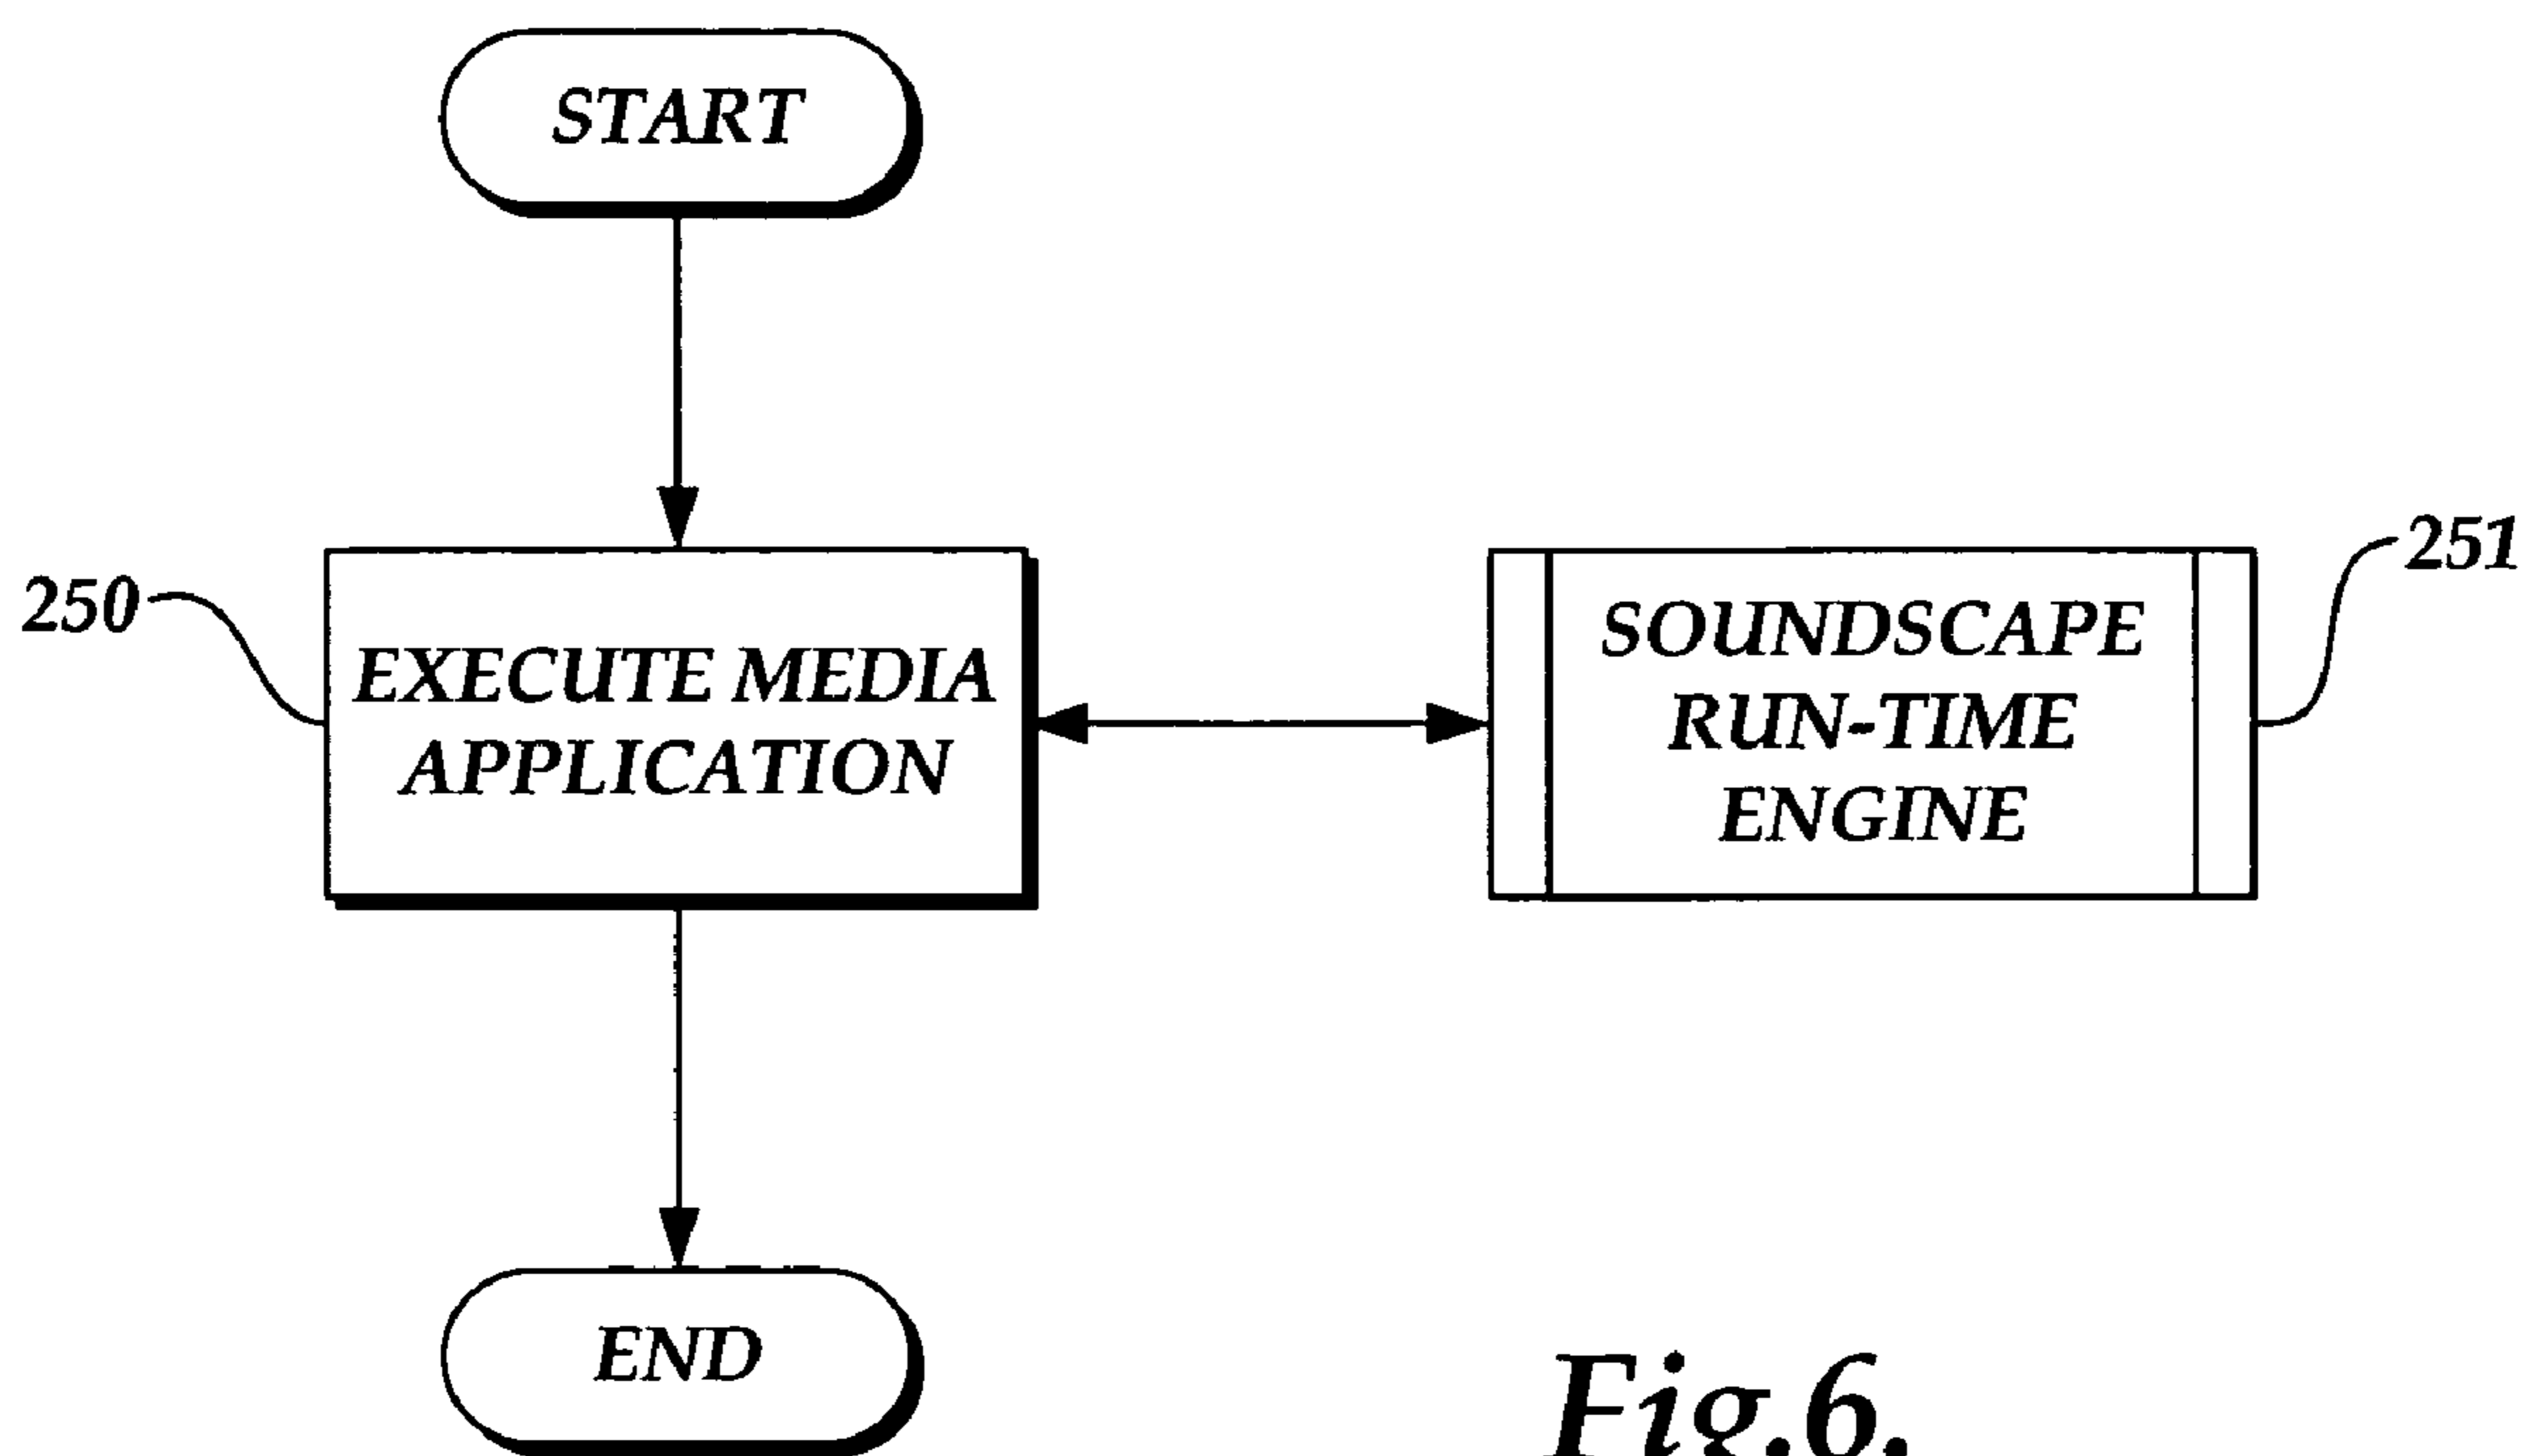 START
250
EXECUTE MEDIA
APPLICATION
SOUNDSCAPE
RUN-TIME
ENGINE
251
END
Fig.6.